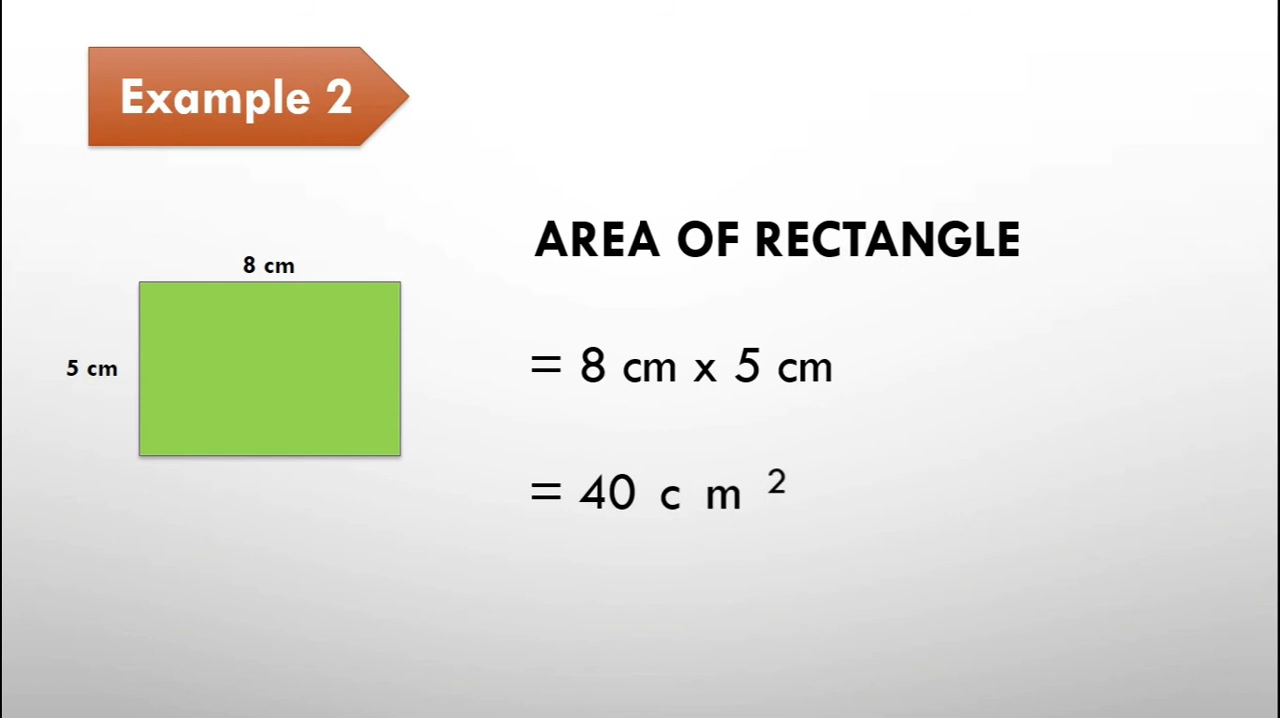 Example 2
AREA OF RECTANGLE
8 cm
5 cm
= 8 cm x 5 cm
= 40 c m ²